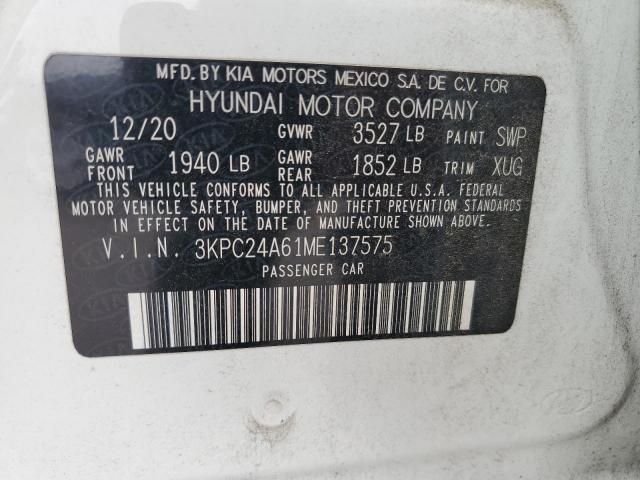 MFD. BY KIA MOTORS MEXICO S.A. DE C.V. FOR
HYUNDAI MOTOR COMPANY
12/20 GVWR 3527 LB PAINT SWP
GAWR FRONT 1940 LB GAWR REAR 1852 LB TRIM XUG
THIS VEHICLE CONFORMS TO ALL APPLICABLE U.S.A. FEDERAL
MOTOR VEHICLE SAFETY, BUMPER, AND THEFT PREVENTION STANDARDS
IN EFFECT ON THE DATE OF MANUFACTURE SHOWN ABOVE.
V.I.N. 3KPC24A61ME137575
PASSENGER CAR